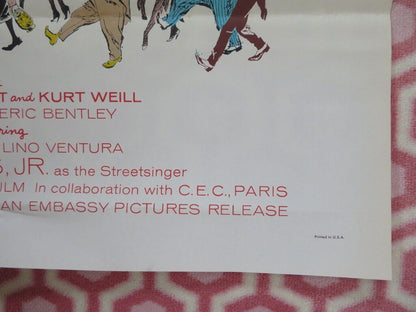 T and KURT WEILL
ERIC BENTLEY
ring
LINO VENTURA
S, JR. as the Streetsinger
ILM In collaboration with C.E.C., PARIS
AN EMBASSY PICTURES RELEASE
Printed in U.S.A.